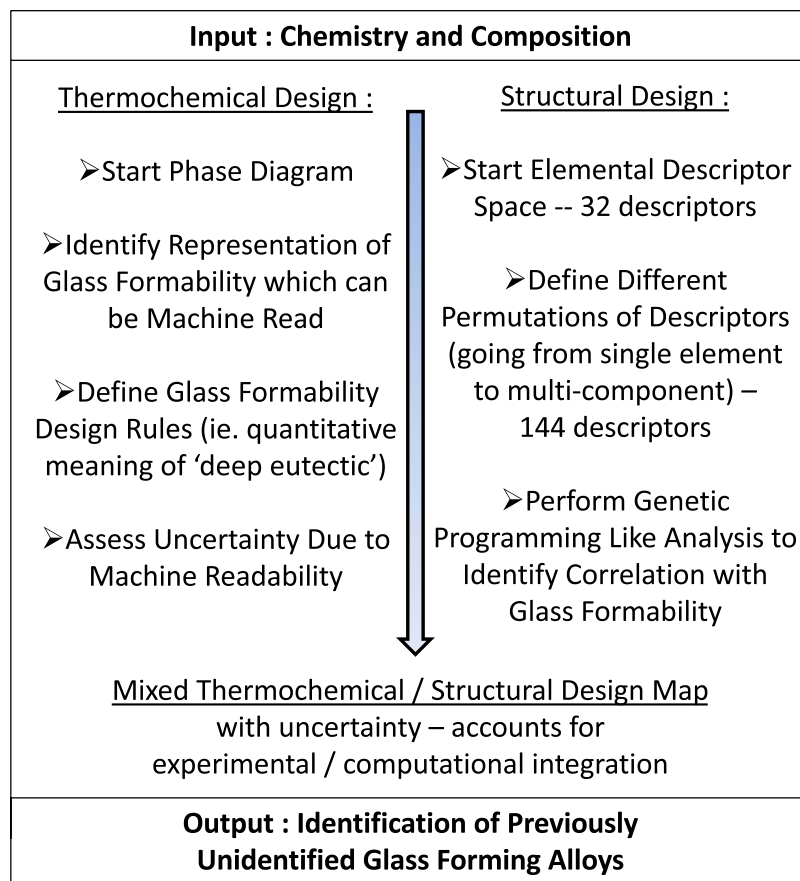 Input : Chemistry and Composition
Thermochemical Design :
➢Start Phase Diagram
➢Identify Representation of
Glass Formability which can
be Machine Read
➢Define Glass Formability
Design Rules (ie. quantitative
meaning of ‘deep eutectic’)
➢Assess Uncertainty Due to
Machine Readability
Structural Design :
➢Start Elemental Descriptor
Space -- 32 descriptors
➢Define Different
Permutations of Descriptors
(going from single element
to multi-component) –
144 descriptors
➢Perform Genetic
Programming Like Analysis to
Identify Correlation with
Glass Formability
Mixed Thermochemical / Structural Design Map
with uncertainty – accounts for
experimental / computational integration
Output : Identification of Previously
Unidentified Glass Forming Alloys